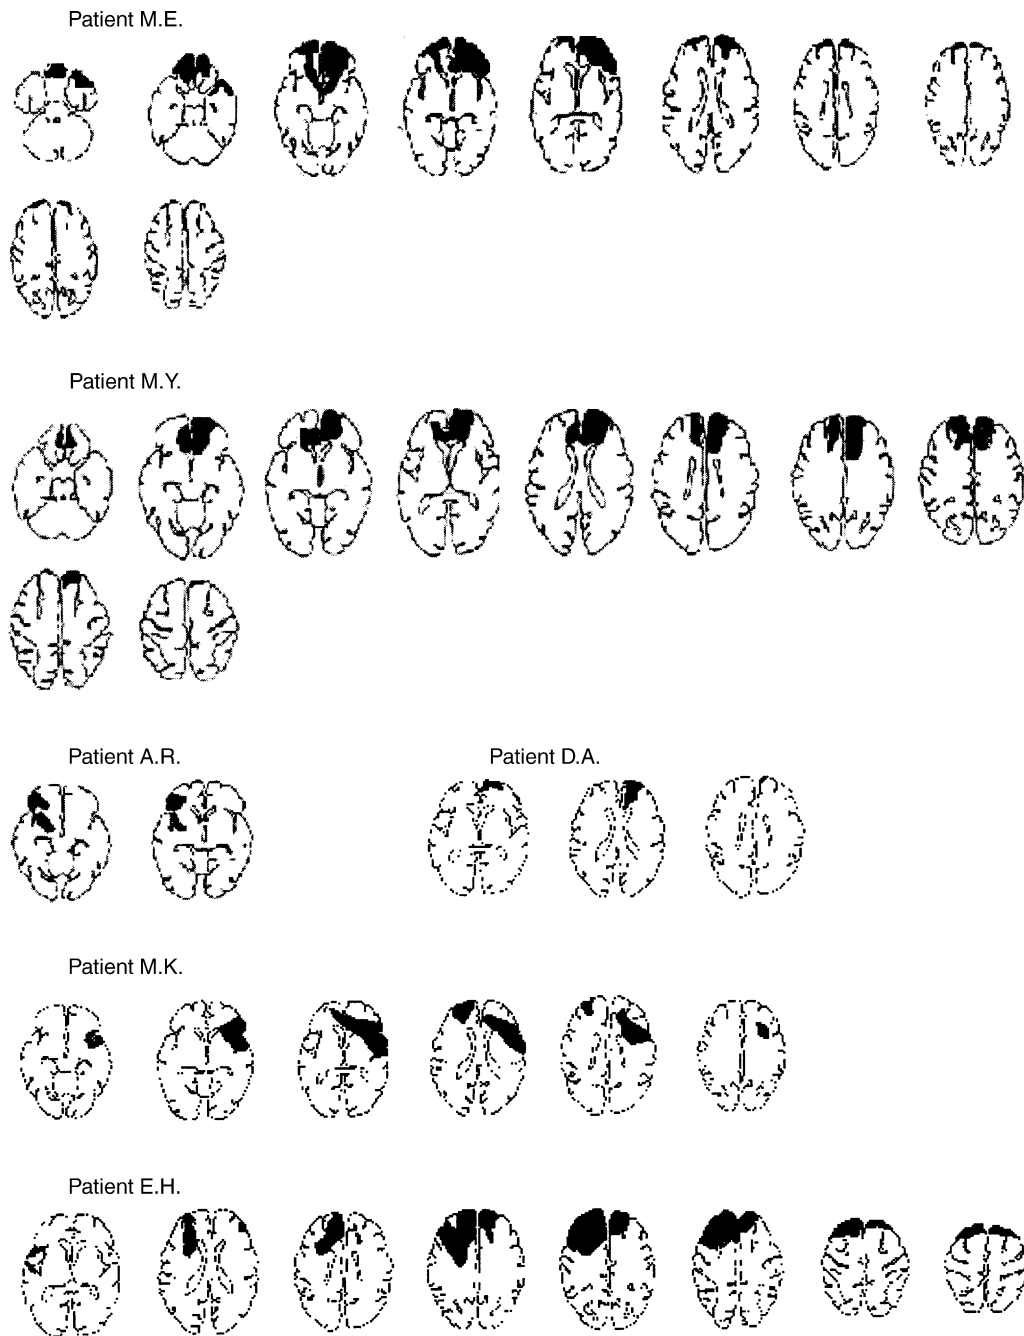 Patient M.E.
Patient M.Y.
Patient A.R.
Patient D.A.
Patient M.K.
Patient E.H.